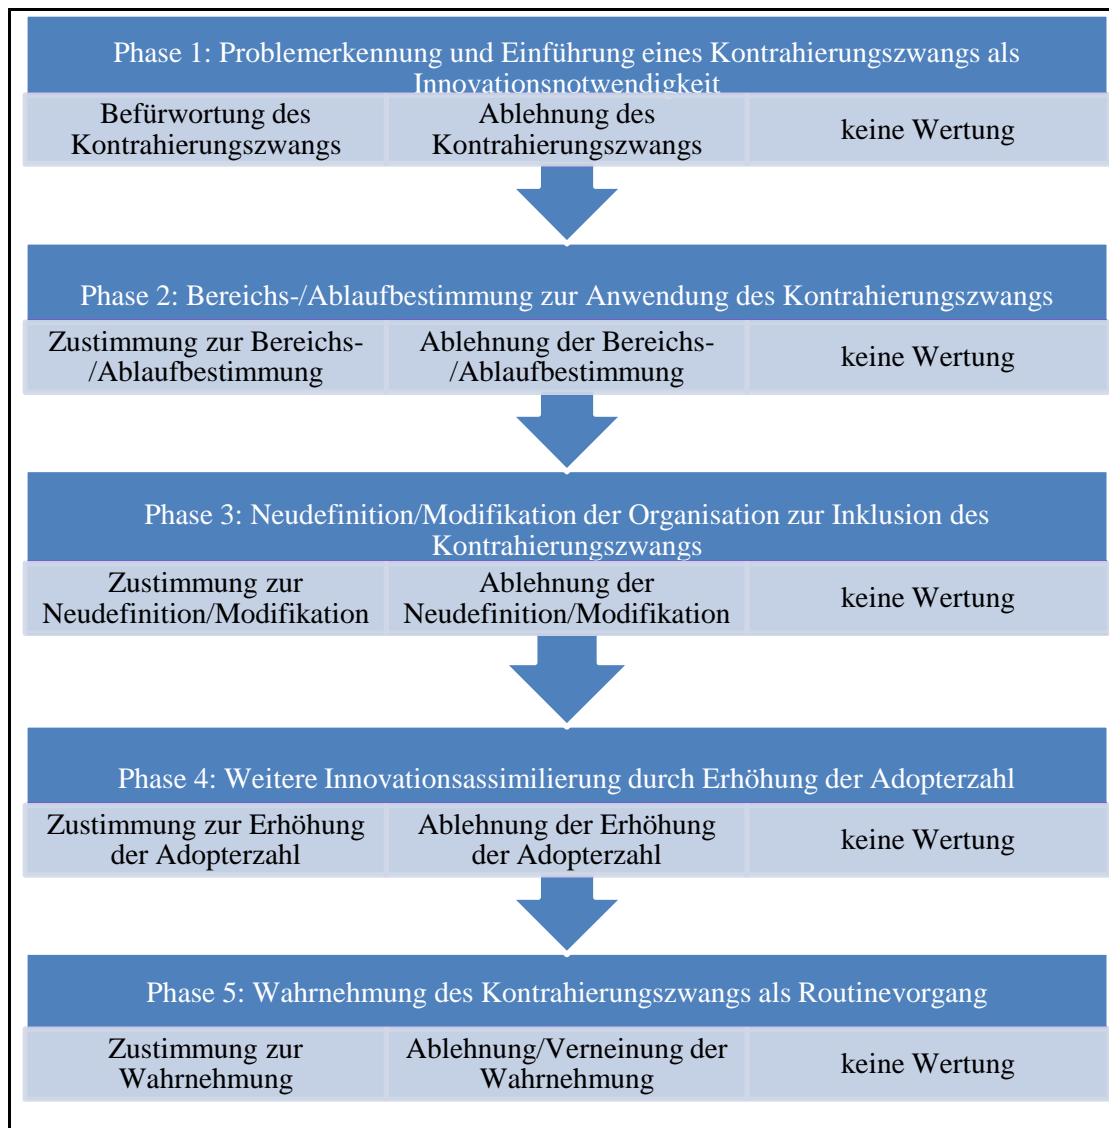 Phase 1: Problemerkennung und Einführung eines Kontrahierungszwangs als
Innovationsnotwendigkeit
Befürwortung des
Kontrahierungszwangs
Ablehnung des
Kontrahierungszwangs
keine Wertung
Phase 2: Bereichs-/Ablaufbestimmung zur Anwendung des Kontrahierungszwangs
Zustimmung zur Bereichs-
/Ablaufbestimmung
Ablehnung der Bereichs-
/Ablaufbestimmung
keine Wertung
Phase 3: Neudefinition/Modifikation der Organisation zur Inklusion des
Kontrahierungszwangs
Zustimmung zur
Neudefinition/Modifikation
Ablehnung der
Neudefinition/Modifikation
keine Wertung
Phase 4: Weitere Innovationsassimilierung durch Erhöhung der Adopterzahl
Zustimmung zur Erhöhung
der Adopterzahl
Ablehnung der Erhöhung
der Adopterzahl
keine Wertung
Phase 5: Wahrnehmung des Kontrahierungszwangs als Routinevorgang
Zustimmung zur
Wahrnehmung
Ablehnung/Verneinung der
Wahrnehmung
keine Wertung